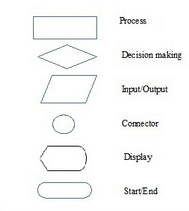 Process
Decision making
Input/Output
Connector
Display
Start/End